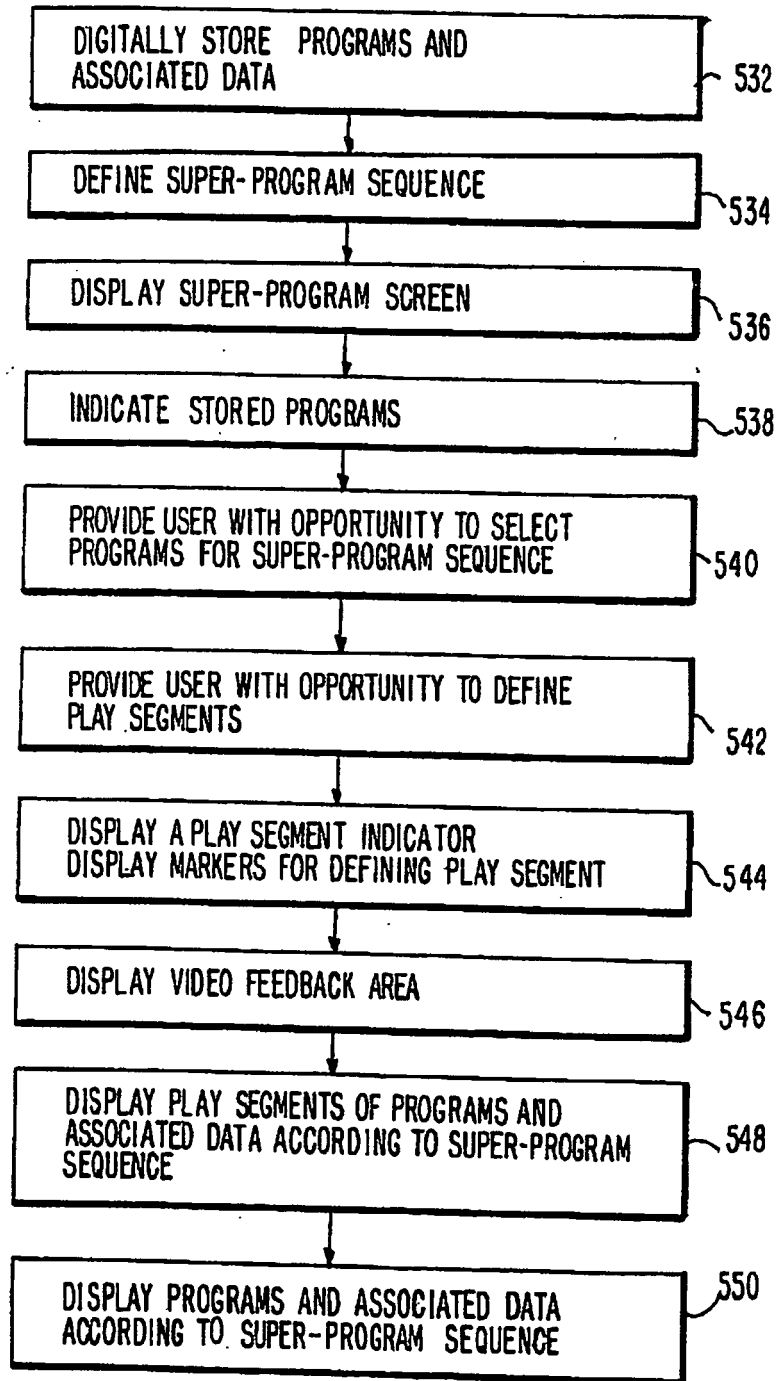 DIGITALLY STORE PROGRAMS AND
ASSOCIATED DATA
532
DEFINE SUPER-PROGRAM SEQUENCE
534
DISPLAY SUPER-PROGRAM SCREEN
536
INDICATE STORED PROGRAMS
538
PROVIDE USER WITH OPPORTUNITY TO SELECT
PROGRAMS FOR SUPER-PROGRAM SEQUENCE
540
PROVIDE USER WITH OPPORTUNITY TO DEFINE
PLAY SEGMENTS
542
DISPLAY A PLAY SEGMENT INDICATOR
DISPLAY MARKERS FOR DEFINING PLAY SEGMENT
544
DISPLAY VIDEO FEEDBACK AREA
546
DISPLAY PLAY SEGMENTS OF PROGRAMS AND
ASSOCIATED DATA ACCORDING TO SUPER-PROGRAM
SEQUENCE
548
DISPLAY PROGRAMS AND ASSOCIATED DATA
ACCORDING TO SUPER-PROGRAM SEQUENCE
550